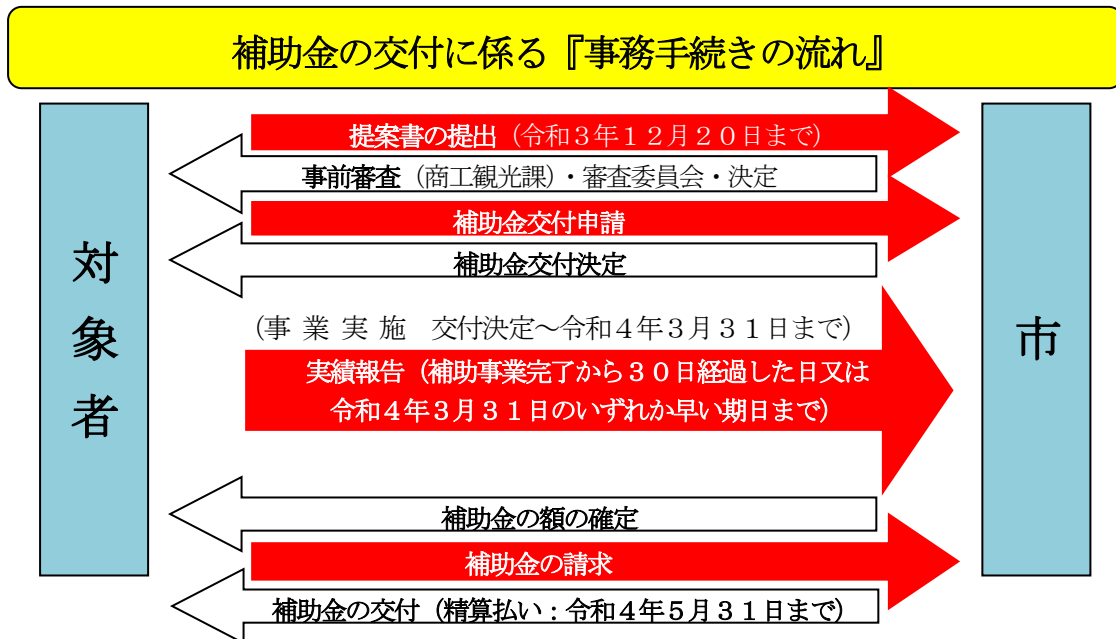 補助金の交付に係る『事務手続きの流れ』
対象者
市
提案書の提出（令和３年１２月２０日まで）
事前審査（商工観光課）・審査委員会・決定
補助金交付申請
補助金交付決定
（事 業 実 施　交付決定～令和４年３月３１日まで）
実績報告（補助事業完了から３０日経過した日又は
令和４年３月３１日のいずれか早い期日まで）
補助金の額の確定
補助金の請求
補助金の交付（精算払い：令和４年５月３１日まで）